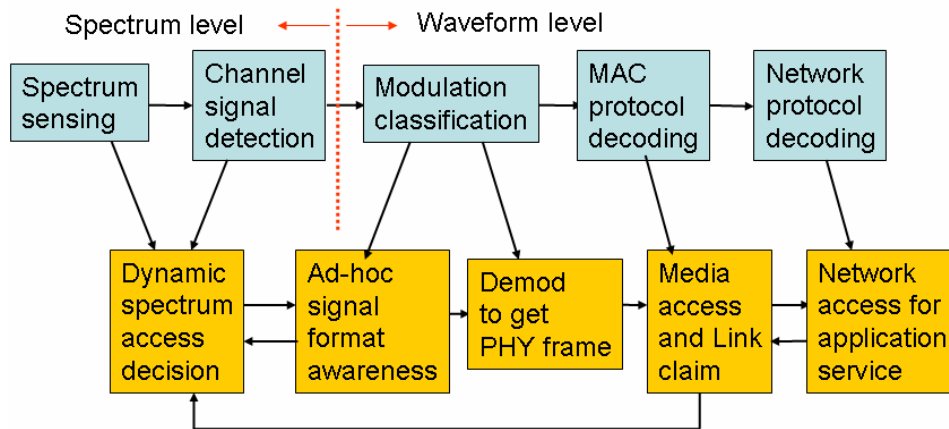 Spectrum level
Waveform level
Spectrum
sensing
Channel
signal
detection
Modulation
classification
MAC
protocol
decoding
Network
protocol
decoding
Dynamic
spectrum
access
decision
Ad-hoc
signal
format
awareness
Demod
to get
PHY frame
Media
access
and Link
claim
Network
access for
application
service